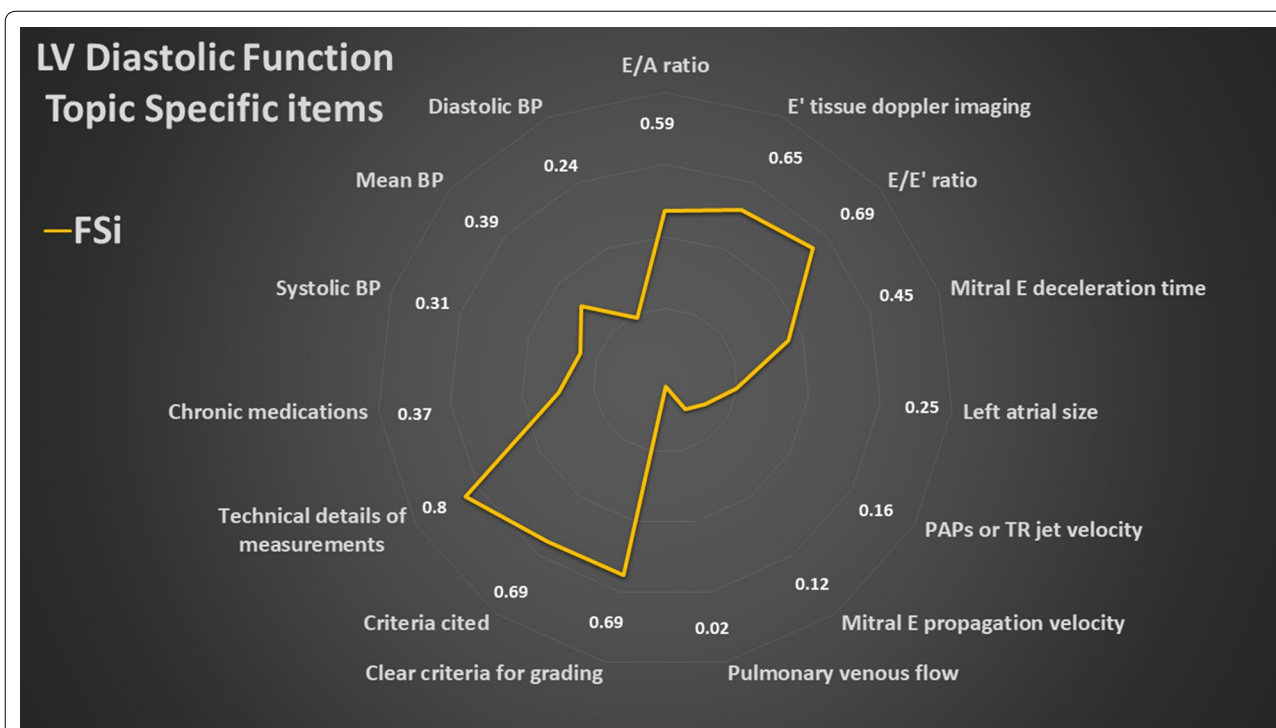 LV Diastolic Function
Topic Specific items
FSi
E/A ratio
0.59
E' tissue doppler imaging
0.65
E/E' ratio
0.69
Mitral E deceleration time
0.45
Left atrial size
0.25
PAPs or TR jet velocity
0.16
Mitral E propagation velocity
0.12
Pulmonary venous flow
0.02
Clear criteria for grading
0.69
Criteria cited
0.69
Technical details of
measurements
0.8
Chronic medications
0.37
Systolic BP
0.31
Mean BP
0.39
Diastolic BP
0.24